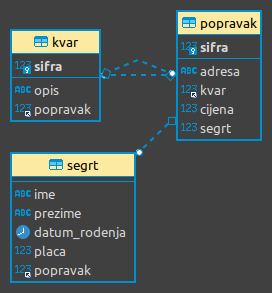 kvar
123 sifra
ABC opis
123 popravak
popravak
123 sifra
ABC adresa
123 kvar
123 cijena
123 segrt
segrt
ABC ime
ABC prezime
datum_rodenja
123 placa
123 popravak